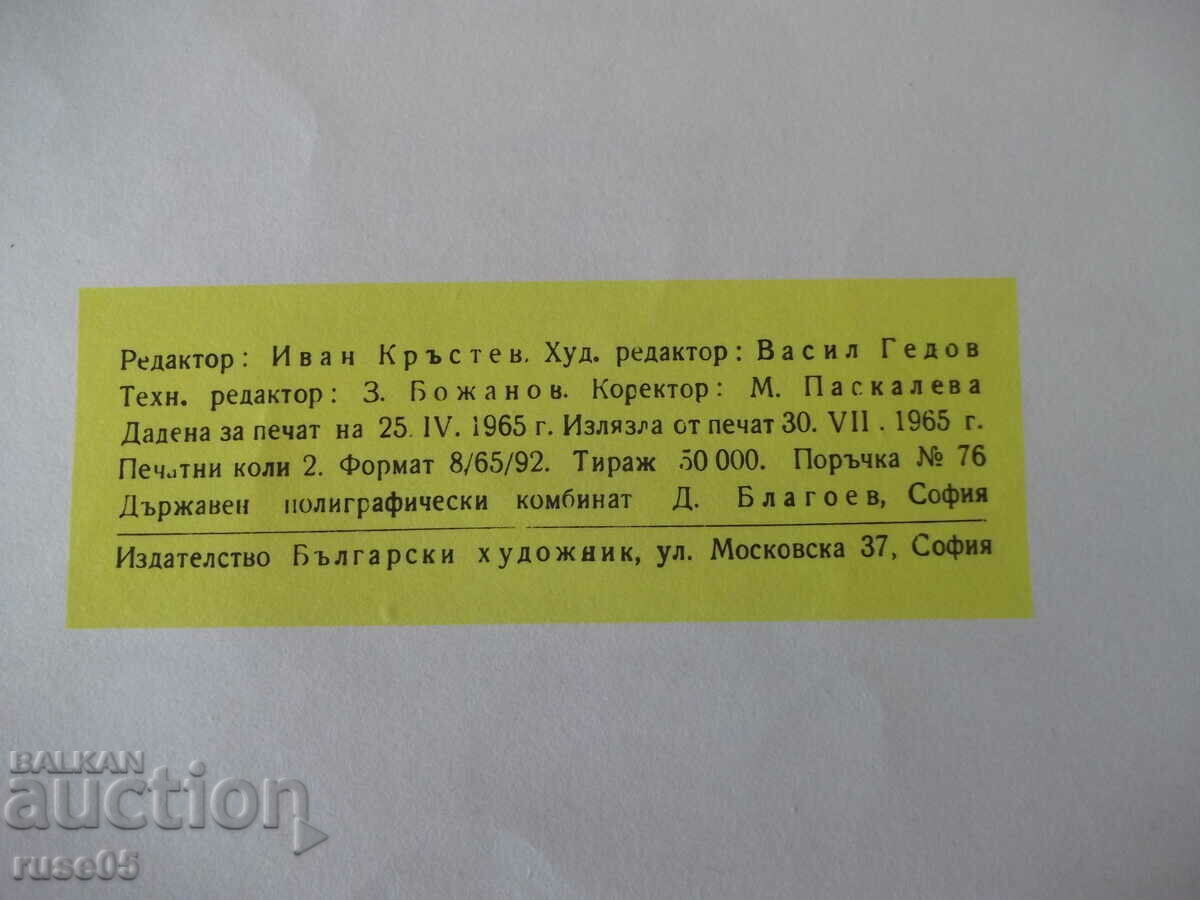 Редактор: Иван Кръстев. Худ. редактор: Васил Гедов
Техн. редактор: З. Божанов. Коректор: М. Паскалева
Дадена за печат на 25. IV. 1965 г. Излязла от печат 30. VII. 1965 г.
Печатни коли 2. Формат 8/65/92. Тираж 50 000. Поръчка № 76
Държавен полиграфически комбинат Д. Благоев, София
Издателство Български художник, ул. Московска 37, София
BALKAN
auction
ruse05